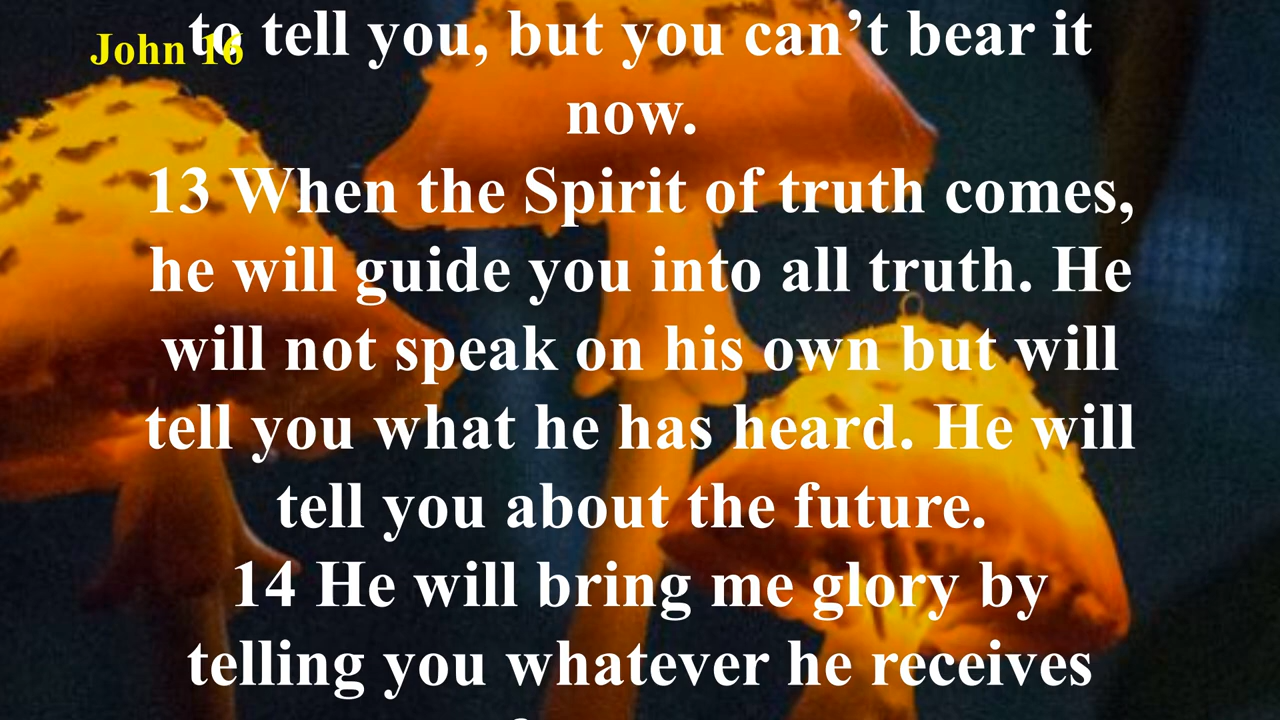 John 16
to tell you, but you can’t bear it
now.
13 When the Spirit of truth comes,
he will guide you into all truth. He
will not speak on his own but will
tell you what he has heard. He will
tell you about the future.
14 He will bring me glory by
telling you whatever he receives